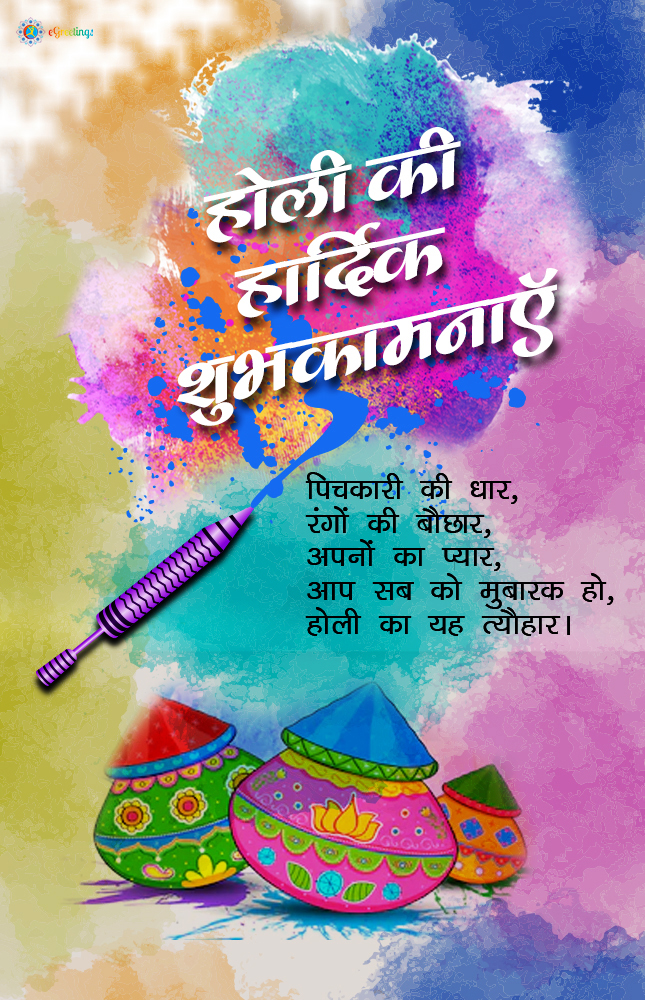 eGreetings
होली की
हार्दिक
शुभकामनाएॅ
पिचकारी की धार,
रंगों की बौछार,
अपनों का प्यार,
आप सब को मुबारक हो,
होली का यह त्यौहार।